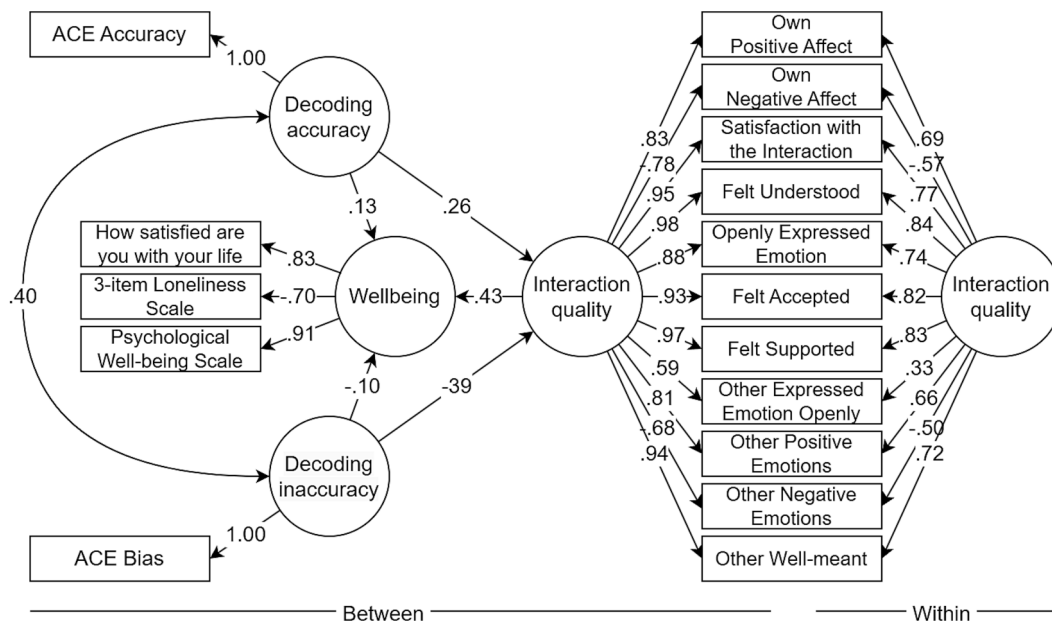 ACE Accuracy
1.00
Decoding
accuracy
.13
.26
How satisfied are
you with your life
3-item Loneliness
Scale
Psychological
Well-being Scale
.83
-.70
.91
.40
Wellbeing
.43
Interaction
quality
-.10
-39
Decoding
inaccuracy
1.00
ACE Bias
.83
-.78
.95
.98
.88
.93
.97
.59
.81
-.68
.94
Own
Positive Affect
Own
Negative Affect
Satisfaction with
the Interaction
Felt Understood
Openly Expressed
Emotion
Felt Accepted
Felt Supported
Other Expressed
Emotion Openly
Other Positive
Emotions
Other Negative
Emotions
Other Well-meant
.69
-.57
.77
.84
.74
.82
.83
.33
.66
-.50
.72
Interaction
quality
Between
Within